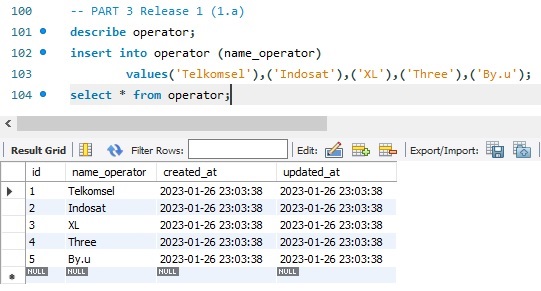 100 -- PART 3 Release 1 (1.a)
101 describe operator;
102 insert into operator (name_operator)
103 values('Telkomsel'),('Indosat'),('XL'),('Three'),('By.u');
104 select * from operator;
Result Grid Filter Rows: Edit: Export/Import:
id name_operator created_at updated_at
1 Telkomsel 2023-01-26 23:03:38 2023-01-26 23:03:38
2 Indosat 2023-01-26 23:03:38 2023-01-26 23:03:38
3 XL 2023-01-26 23:03:38 2023-01-26 23:03:38
4 Three 2023-01-26 23:03:38 2023-01-26 23:03:38
5 By.u 2023-01-26 23:03:38 2023-01-26 23:03:38
NULL NULL NULL NULL